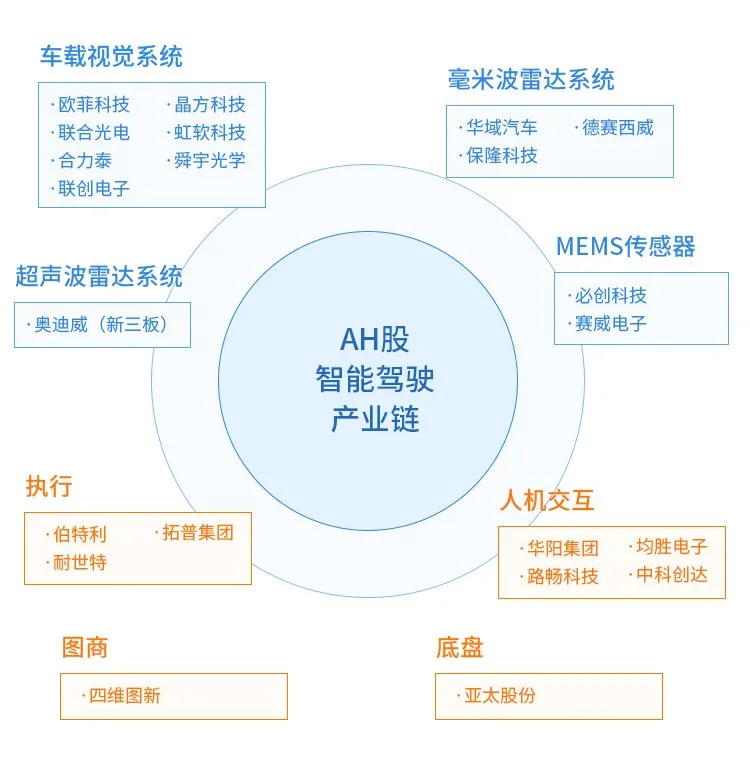 车载视觉系统
·欧菲科技 ·晶方科技
·联合光电 ·虹软科技
·合力泰 ·舜宇光学
·联创电子
毫米波雷达系统
·华域汽车 ·德赛西威
·保隆科技
超声波雷达系统
·奥迪威（新三板）
MEMS传感器
·必创科技
·赛威电子
AH股
智能驾驶
产业链
执行
·伯特利 ·拓普集团
·耐世特
人机交互
·华阳集团 ·均胜电子
·路畅科技 ·中科创达
图商
·四维图新
底盘
·亚太股份